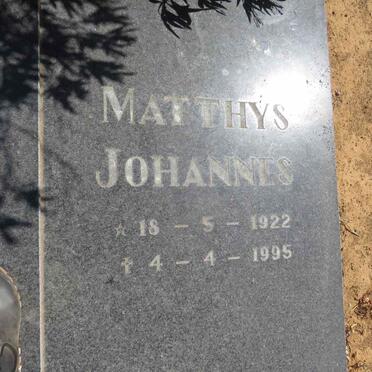 MATTHYS
JOHANNES
☆ 18 - 5 - 1922
✝ 4 - 4 - 1995